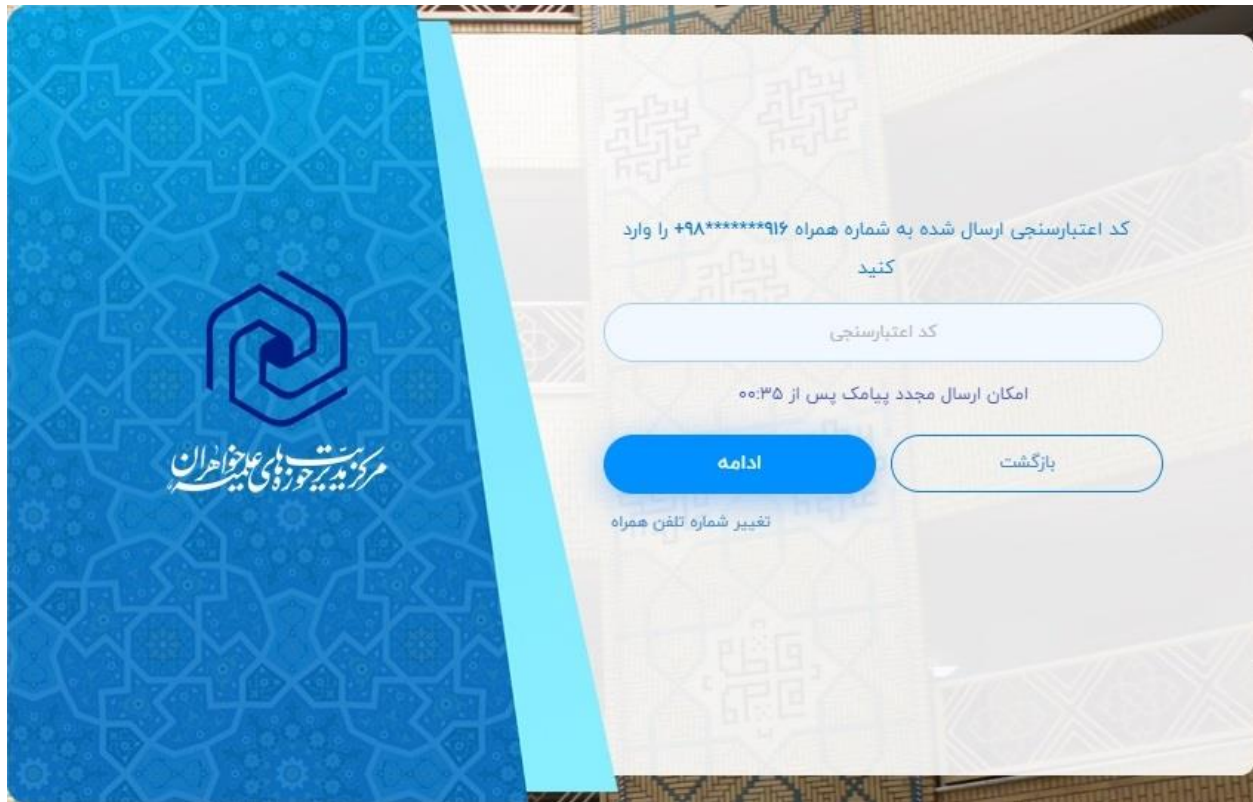 کد اعتبارسنجی ارسال شده به شماره همراه ۹۱۶*******۹۸+ را وارد
کنید
کد اعتبارسنجی
امکان ارسال مجدد پیامک پس از ۰۰:۳۵
بازگشت
ادامه
تغییر شماره تلفن همراه
مرکز مدیریت حوزه‌های علمیه خواهران